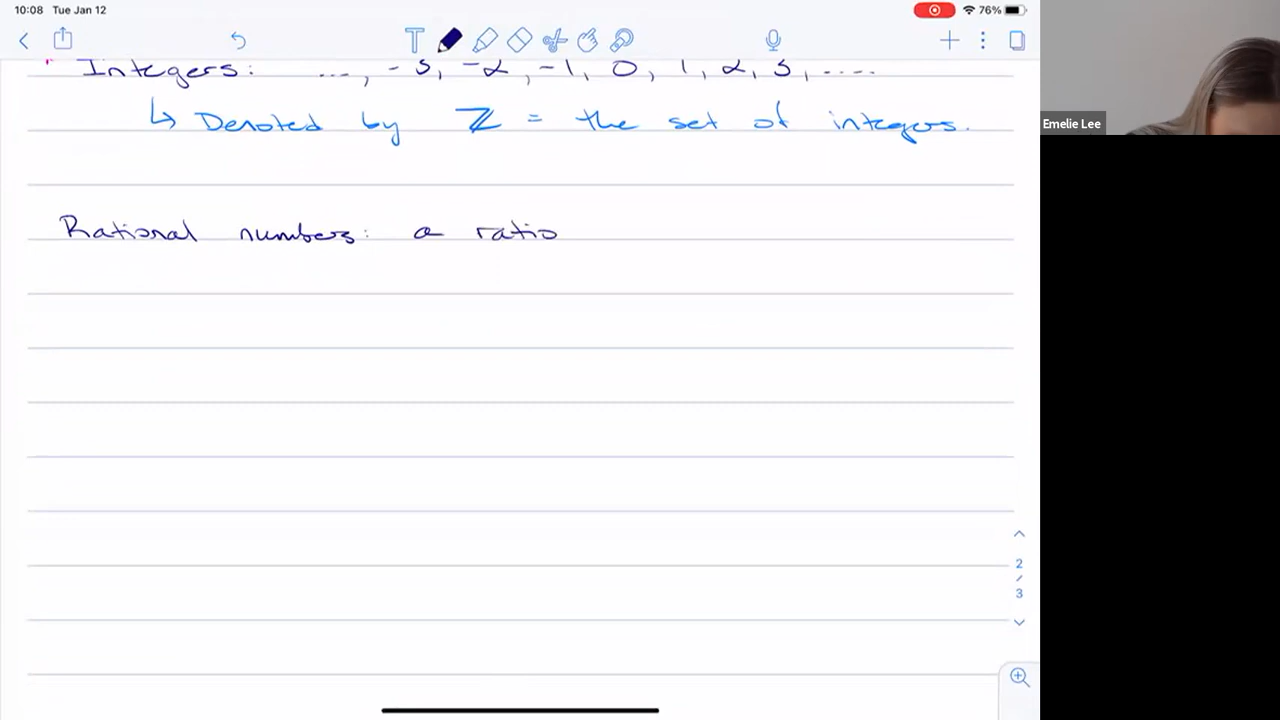 10:08 Tue Jan 12
76%
T
Integers: ..., -3, -2, -1, 0, 1, 2, 3, ....
↳ Denoted by ℤ = the set of integers.
Emelie Lee
Rational numbers: a ratio
2
/
3